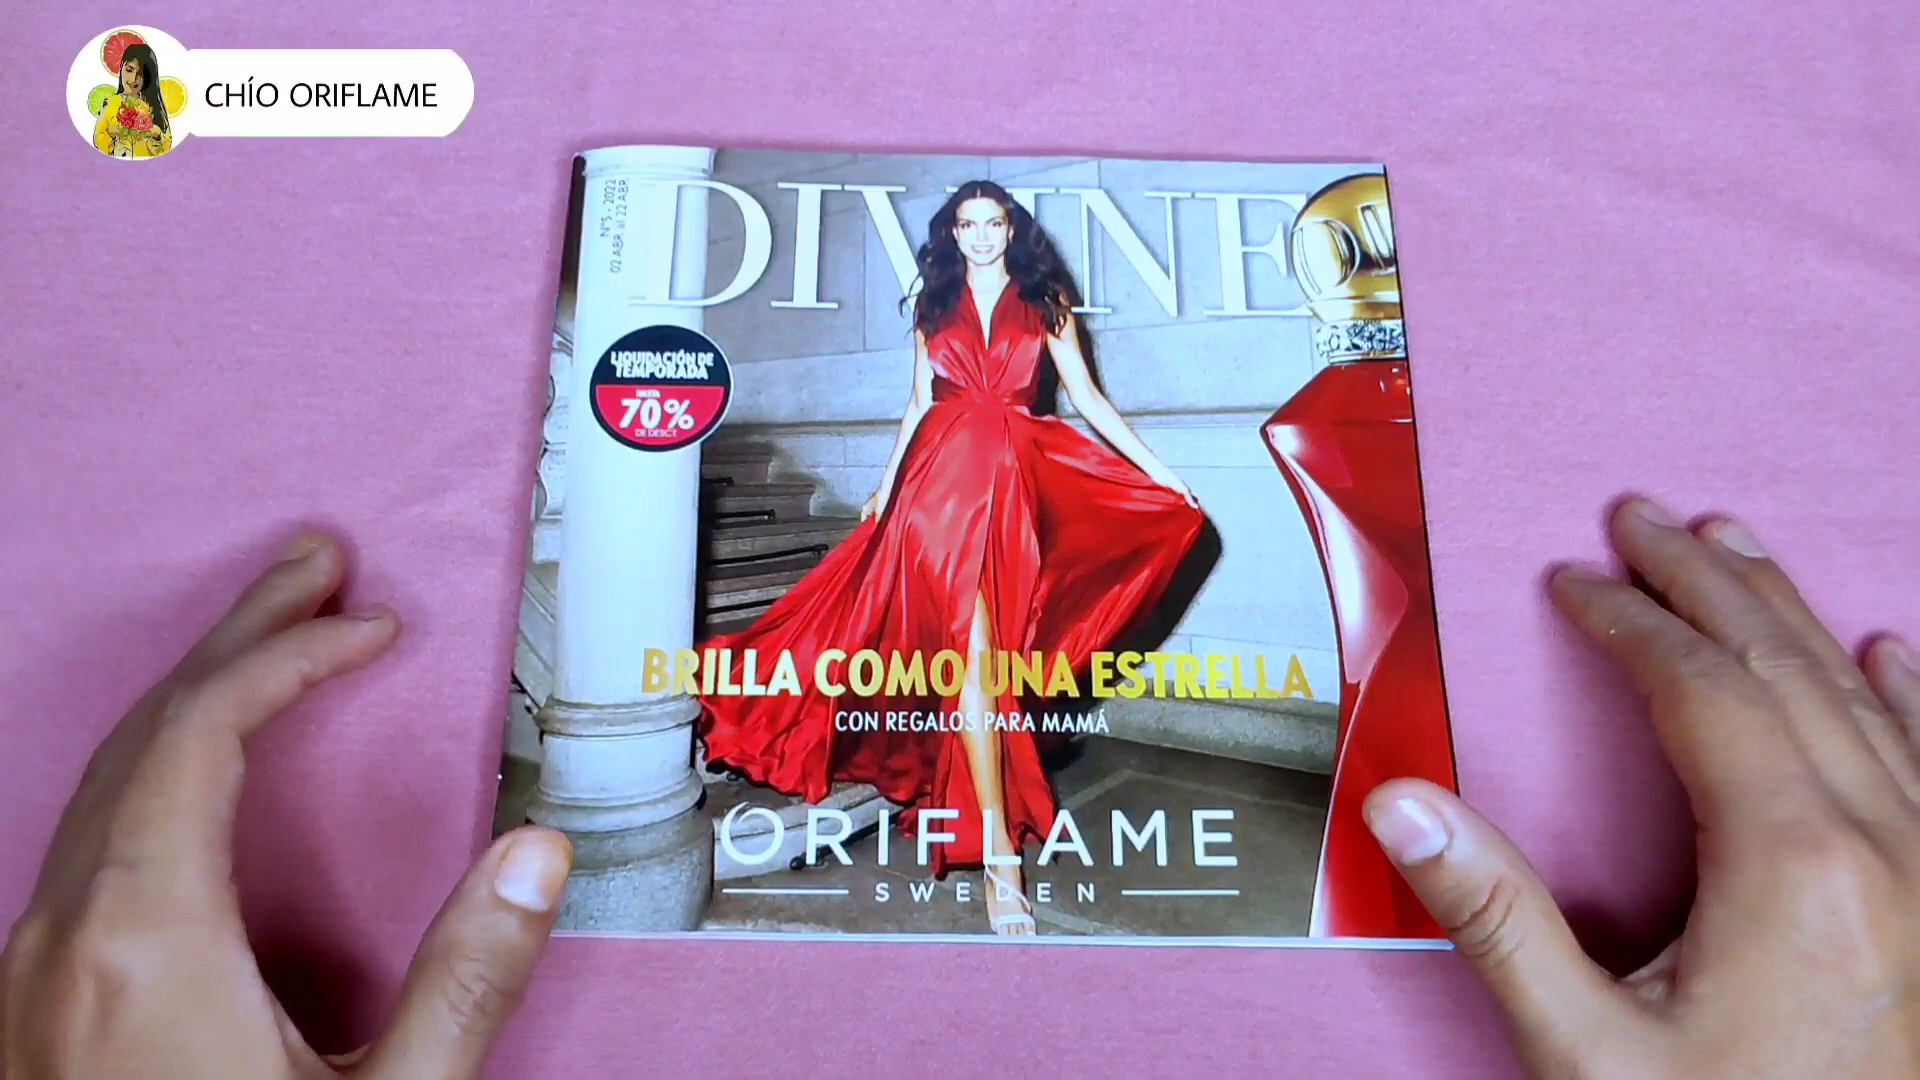 CHÍO ORIFLAME
Nº5 - 2022
02 ABR al 22 ABR
DIVINE
LIQUIDACIÓN DE
TEMPORADA
HASTA
70%
DE DESCT.
BRILLA COMO UNA ESTRELLA
CON REGALOS PARA MAMÁ
ORIFLAME
SWEDEN